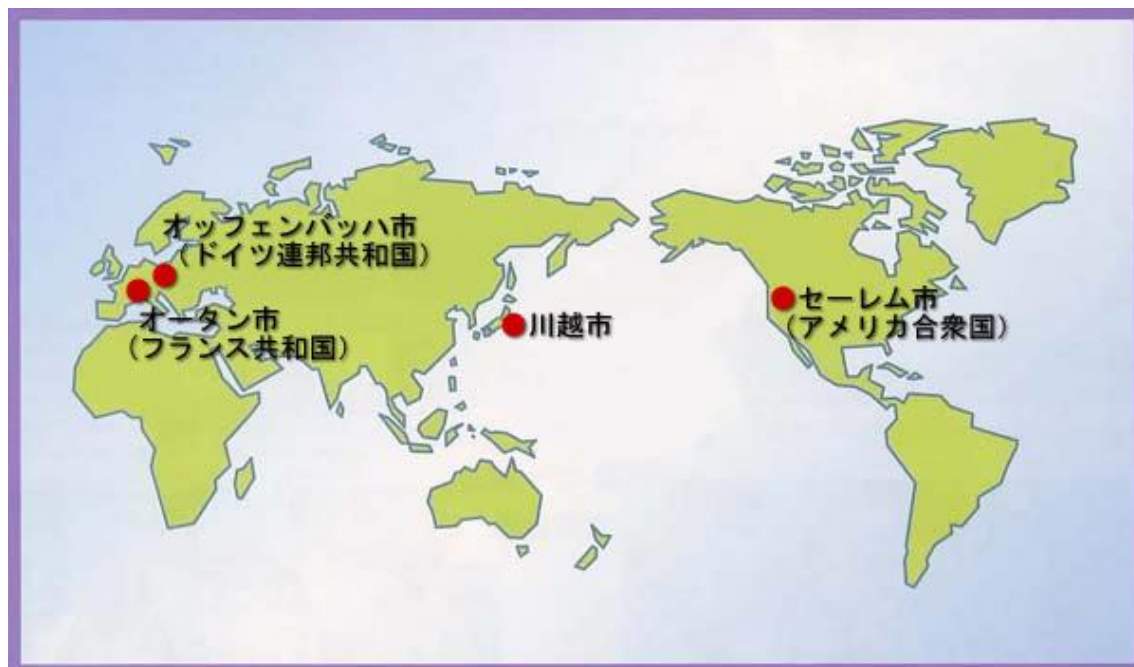 オッフェンバッハ市
（ドイツ連邦共和国）
オータン市
（フランス共和国）
川越市
セーレム市
（アメリカ合衆国）